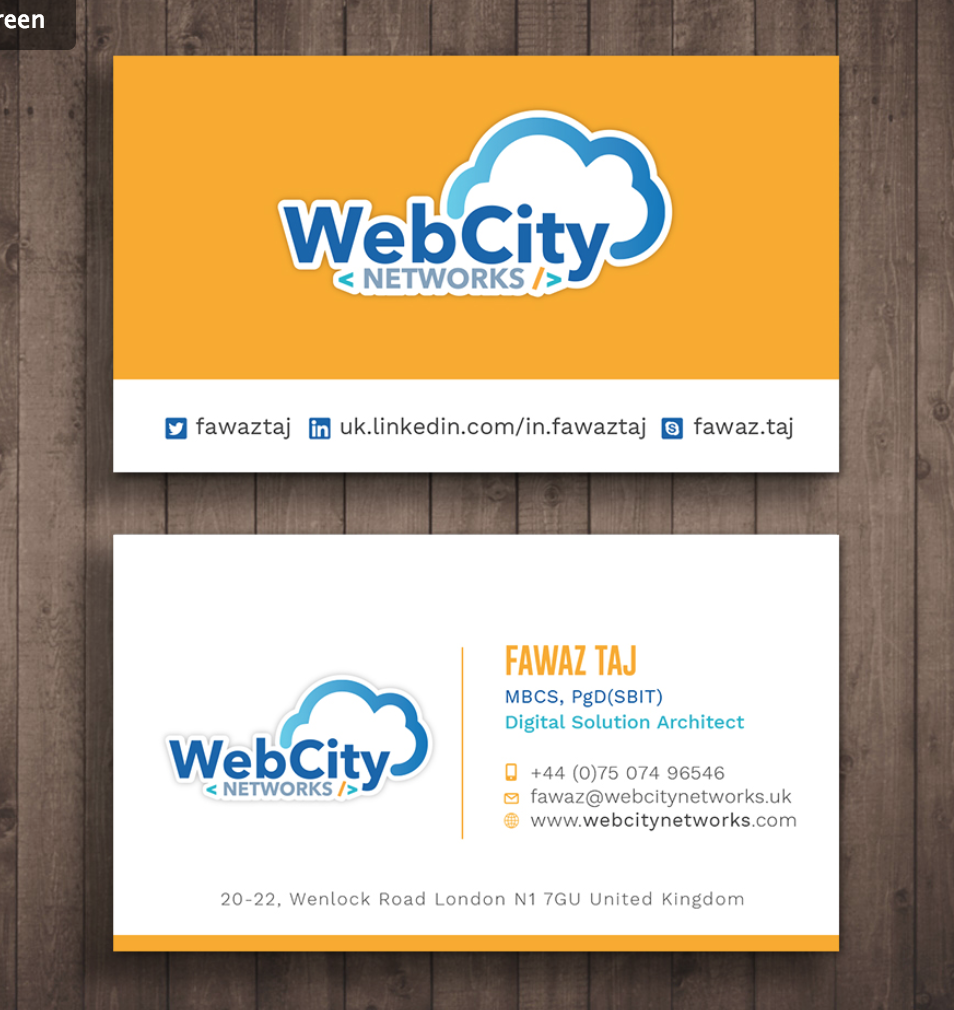 reen
WebCity
< NETWORKS />
fawaztaj uk.linkedin.com/in.fawaztaj fawaz.taj
FAWAZ TAJ
MBCS, PgD(SBIT)
Digital Solution Architect
WebCity
< NETWORKS />
+44 (0)75 074 96546
fawaz@webcitynetworks.uk
www.webcitynetworks.com
20-22, Wenlock Road London N1 7GU United Kingdom